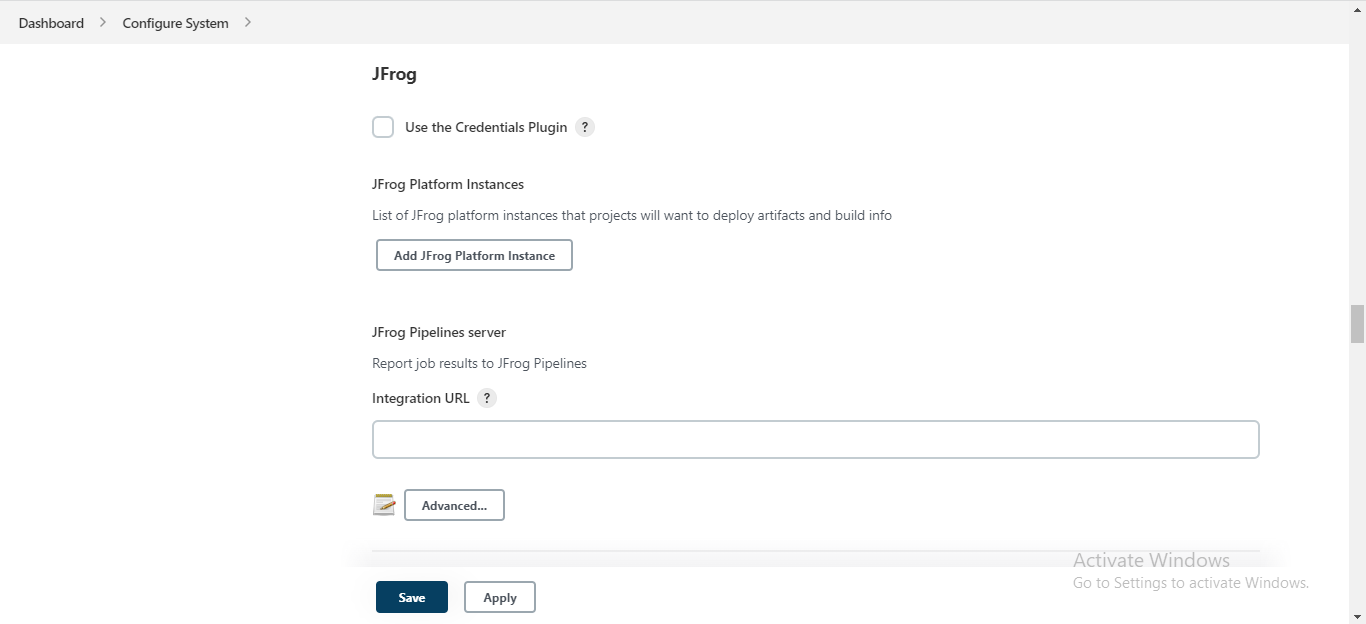 Dashboard
Configure System
JFrog
Use the Credentials Plugin ?
JFrog Platform Instances
List of JFrog platform instances that projects will want to deploy artifacts and build info
Add JFrog Platform Instance
JFrog Pipelines server
Report job results to JFrog Pipelines
Integration URL ?
Advanced...
Activate Windows
Go to Settings to activate Windows.
Save Apply